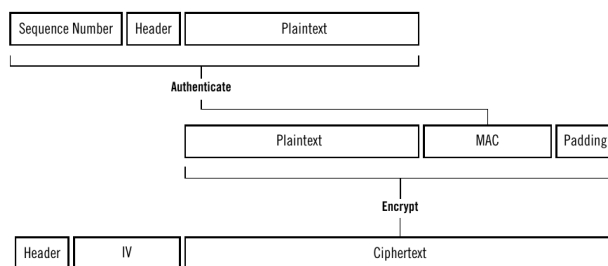 Sequence Number Header Plaintext
Authenticate
Plaintext MAC Padding
Encrypt
Header IV Ciphertext